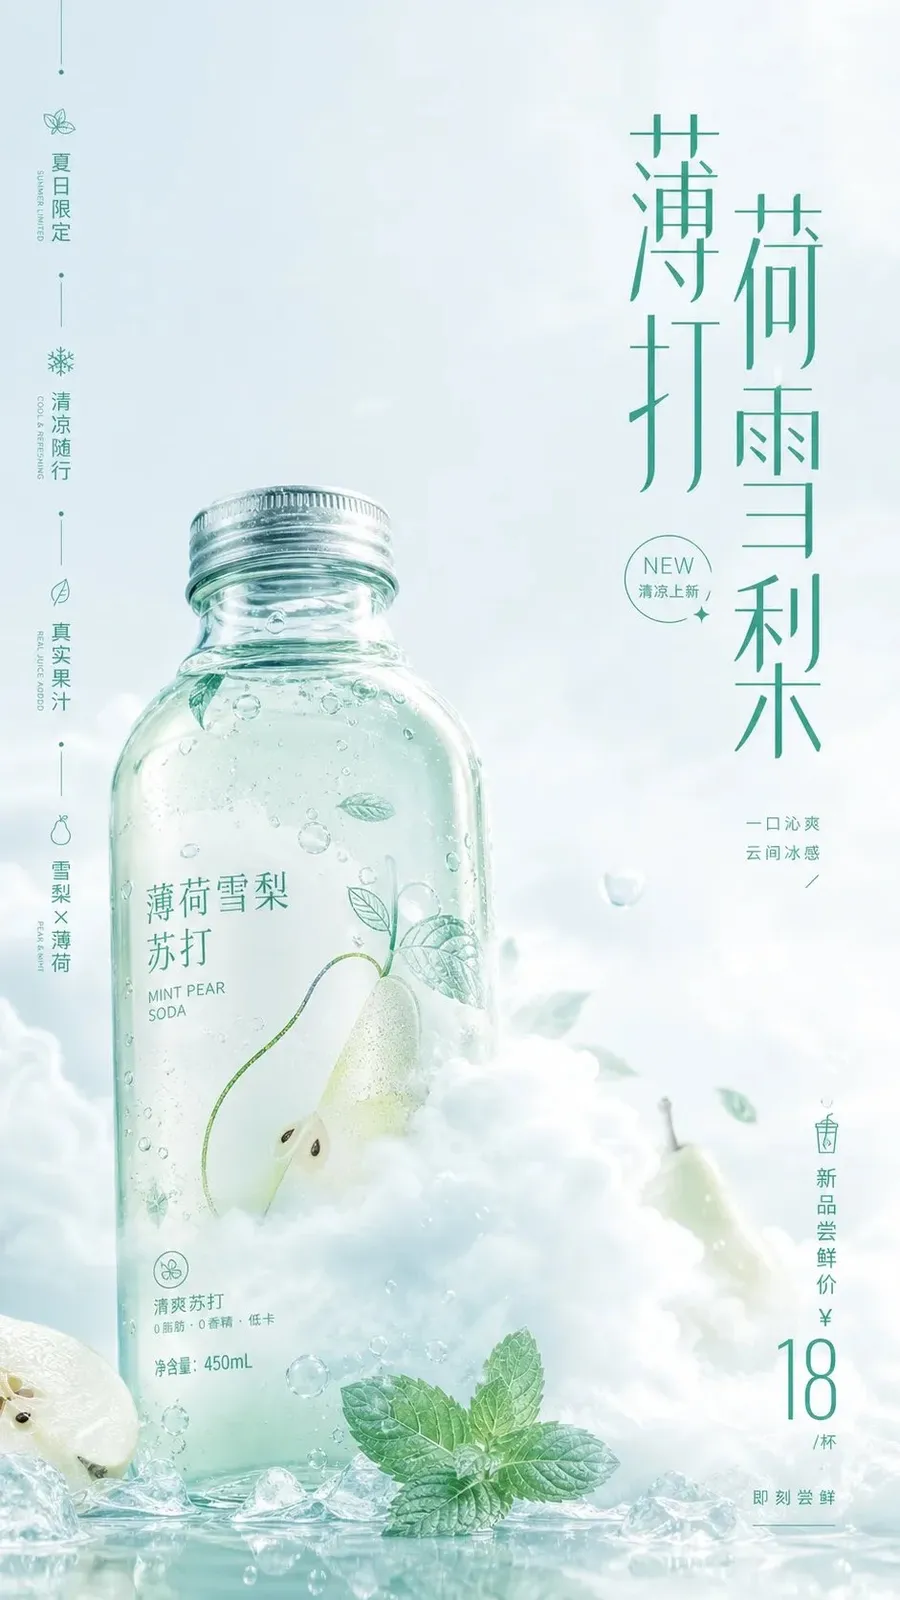 夏日限定
SUMMER LIMITED
清凉随行
COOL & REFRESHING
真实果汁
REAL JUICE ADDDD
雪梨×薄荷
PEAR & MINT
薄打
荷雪梨
NEW
清凉上新
一口沁爽
云间冰感
薄荷雪梨
苏打
MINT PEAR
SODA
清爽苏打
0脂肪·0香精·低卡
净含量：450mL
新品尝鲜价
¥
18
/杯
即刻尝鲜